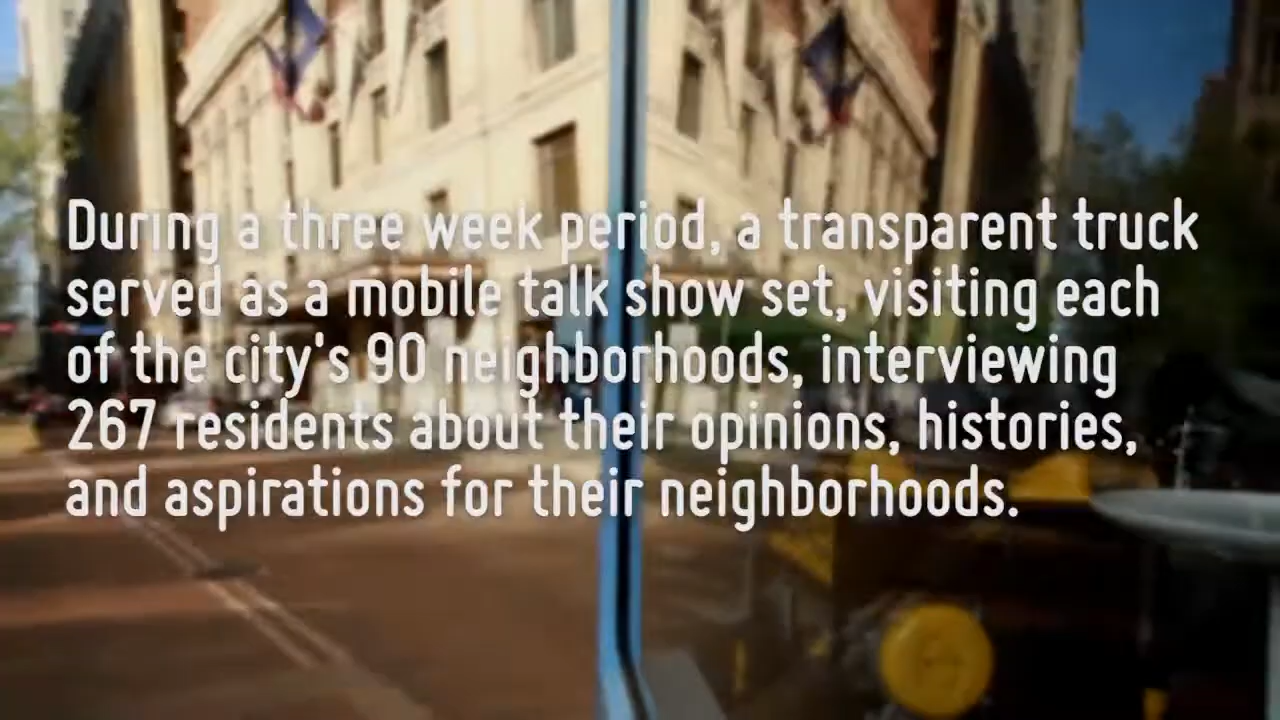 During a three week period, a transparent truck
served as a mobile talk show set, visiting each
of the city's 90 neighborhoods, interviewing
267 residents about their opinions, histories,
and aspirations for their neighborhoods.